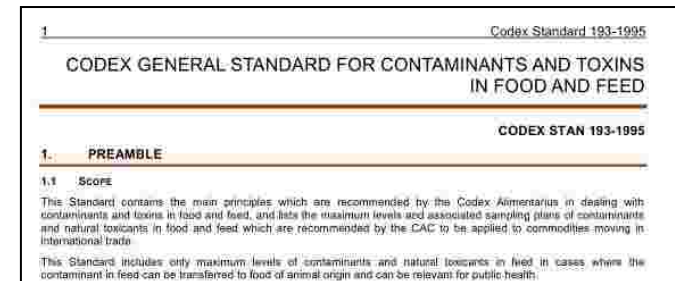 1 Codex Standard 193-1995
CODEX GENERAL STANDARD FOR CONTAMINANTS AND TOXINS
IN FOOD AND FEED
CODEX STAN 193-1995
1. PREAMBLE
1.1 SCOPE
This Standard contains the main principles which are recommended by the Codex Alimentarius in dealing with
contaminants and toxins in food and feed, and lists the maximum levels and associated sampling plans of contaminants
and natural toxicants in food and feed which are recommended by the CAC to be applied to commodities moving in
international trade.
This Standard includes only maximum levels of contaminants and natural toxicants in feed in cases where the
contaminant in feed can be transferred to food of animal origin and can be relevant for public health.